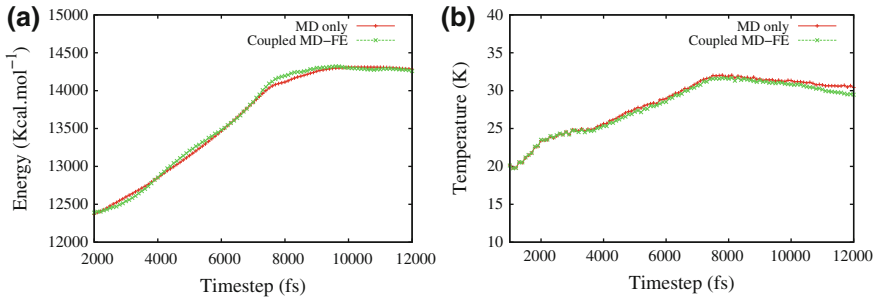 (a)
MD only
Coupled MD−FE
15000
14500
14000
13500
13000
12500
12000
Energy (Kcal.mol⁻¹)
2000 4000 6000 8000 10000 12000
Timestep (fs)
(b)
MD only
Coupled MD−FE
40
35
30
25
20
15
10
Temperature (K)
2000 4000 6000 8000 10000 12000
Timestep (fs)